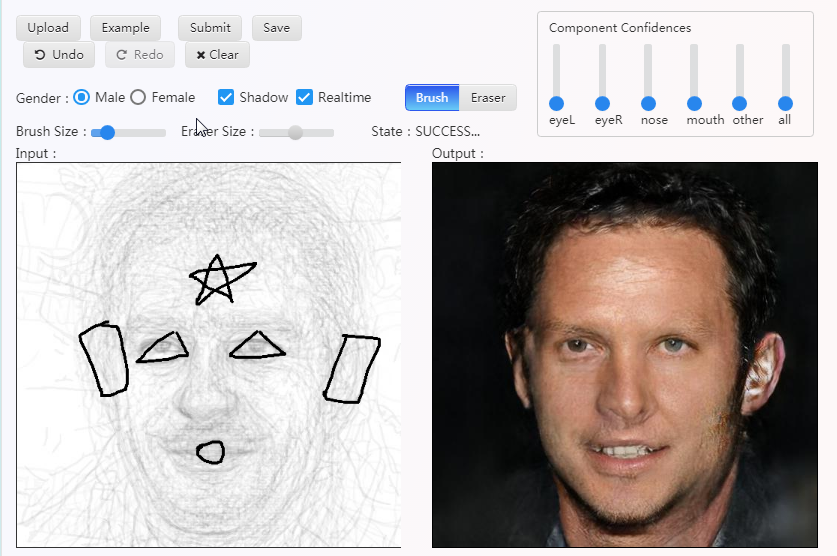 Upload Example Submit Save
Undo Redo Clear
Gender : Male Female Shadow Realtime Brush Eraser
Brush Size : Eraser Size : State : SUCCESS...
Component Confidences
eyeL eyeR nose mouth other all
Input : Output :